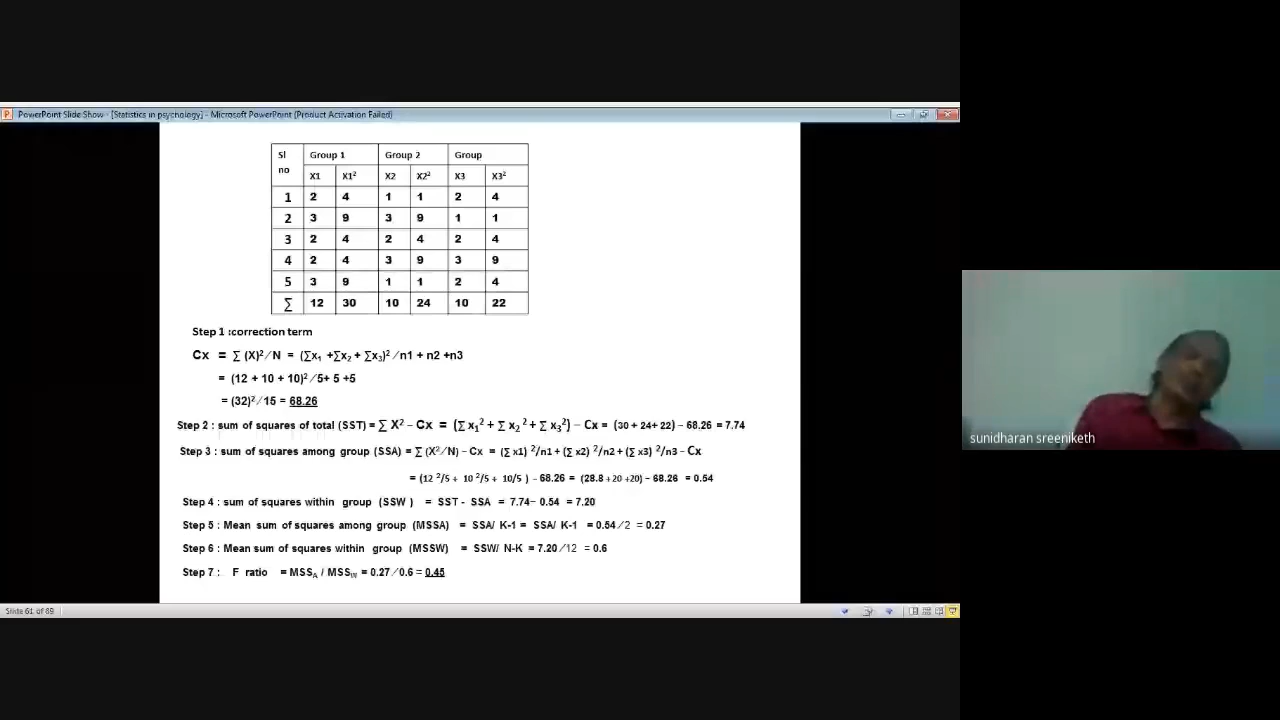 PowerPoint Slide Show - [Statistics in psychology] - Microsoft PowerPoint (Product Activation Failed)
Sl no Group 1 Group 2 Group
X1 X1² X2 X2² X3 X3²
1 2 4 1 1 2 4
2 3 9 3 9 1 1
3 2 4 2 4 2 4
4 2 4 3 9 3 9
5 3 9 1 1 2 4
∑ 12 30 10 24 10 22
Step 1 :correction term
Cx = ∑ (X)²/N = (∑x₁ +∑x₂ + ∑x₃)² /n1 + n2 +n3
= (12 + 10 + 10)² /5+ 5 +5
= (32)² /15 = 68.26
Step 2 : sum of squares of total (SST) = ∑ X² – Cx = (∑ x₁² + ∑ x₂² + ∑ x₃²) – Cx = (30 + 24+ 22) – 68.26 = 7.74
Step 3 : sum of squares among group (SSA) = ∑ (X²/N) – Cx = (∑ x1) ²/n1 + (∑ x2) ²/n2 + (∑ x3) ²/n3 – Cx
= (12 ²/5 + 10 ²/5 + 10/5 ) – 68.26 = (28.8 +20 +20) – 68.26 = 0.54
Step 4 : sum of squares within group (SSW ) = SST - SSA = 7.74– 0.54 = 7.20
Step 5 : Mean sum of squares among group (MSSA) = SSA/ K-1 = SSA/ K-1 = 0.54/2 = 0.27
Step 6 : Mean sum of squares within group (MSSW) = SSW/ N-K = 7.20/12 = 0.6
Step 7 : F ratio = MSS_A / MSS_W = 0.27/0.6 = 0.45
Slide 61 of 69
sunidharan sreeniketh